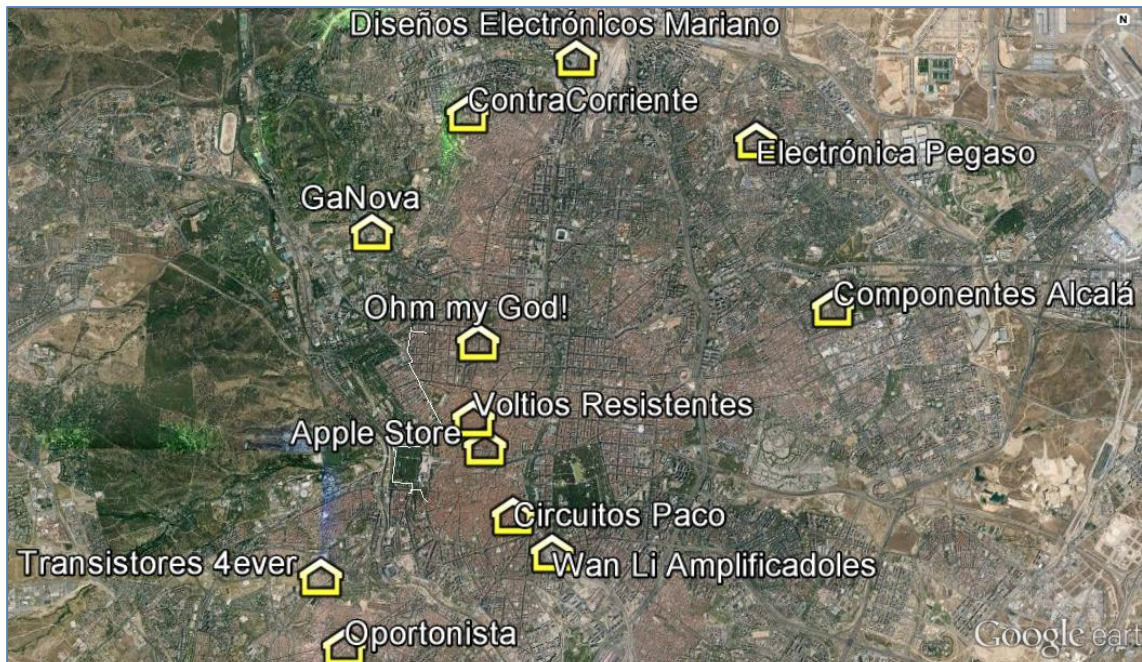 N
Diseños Electrónicos Mariano
ContraCorriente
Electrónica Pegaso
GaNova
Componentes Alcalá
Ohm my God!
Voltios Resistentes
Apple Store
Circuitos Paco
Transistores 4ever
Wan Li Amplificadoles
Oportonista
Google eart